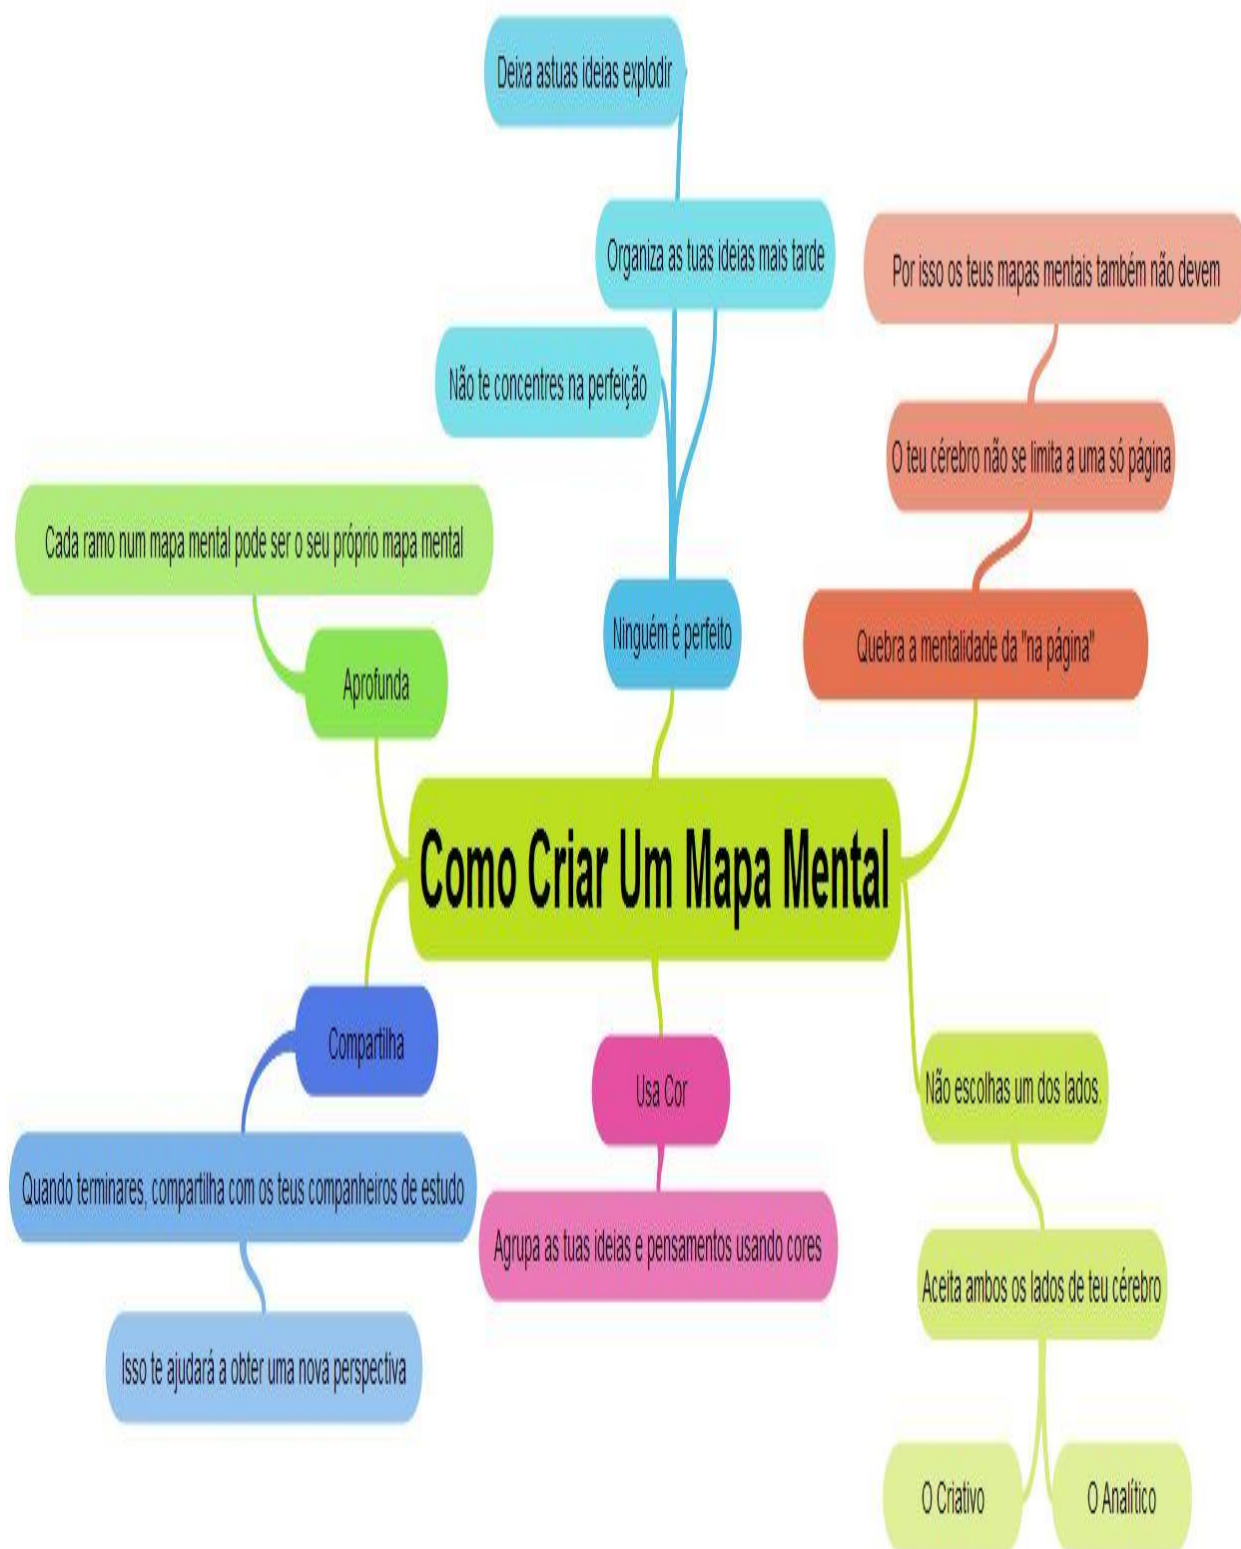 Deixa astuas ideias explodir
Organiza as tuas ideias mais tarde
Por isso os teus mapas mentais também não devem
Não te concentres na perfeição
O teu cérebro não se limita a uma só página
Cada ramo num mapa mental pode ser o seu próprio mapa mental
Ninguém é perfeito
Quebra a mentalidade da "na página"
Aprofunda
Como Criar Um Mapa Mental
Compartilha
Usa Cor
Não escolhas um dos lados.
Quando terminares, compartilha com os teus companheiros de estudo
Agrupa as tuas ideias e pensamentos usando cores
Aceita ambos os lados de teu cérebro
Isso te ajudará a obter uma nova perspectiva
O Criativo
O Analítico